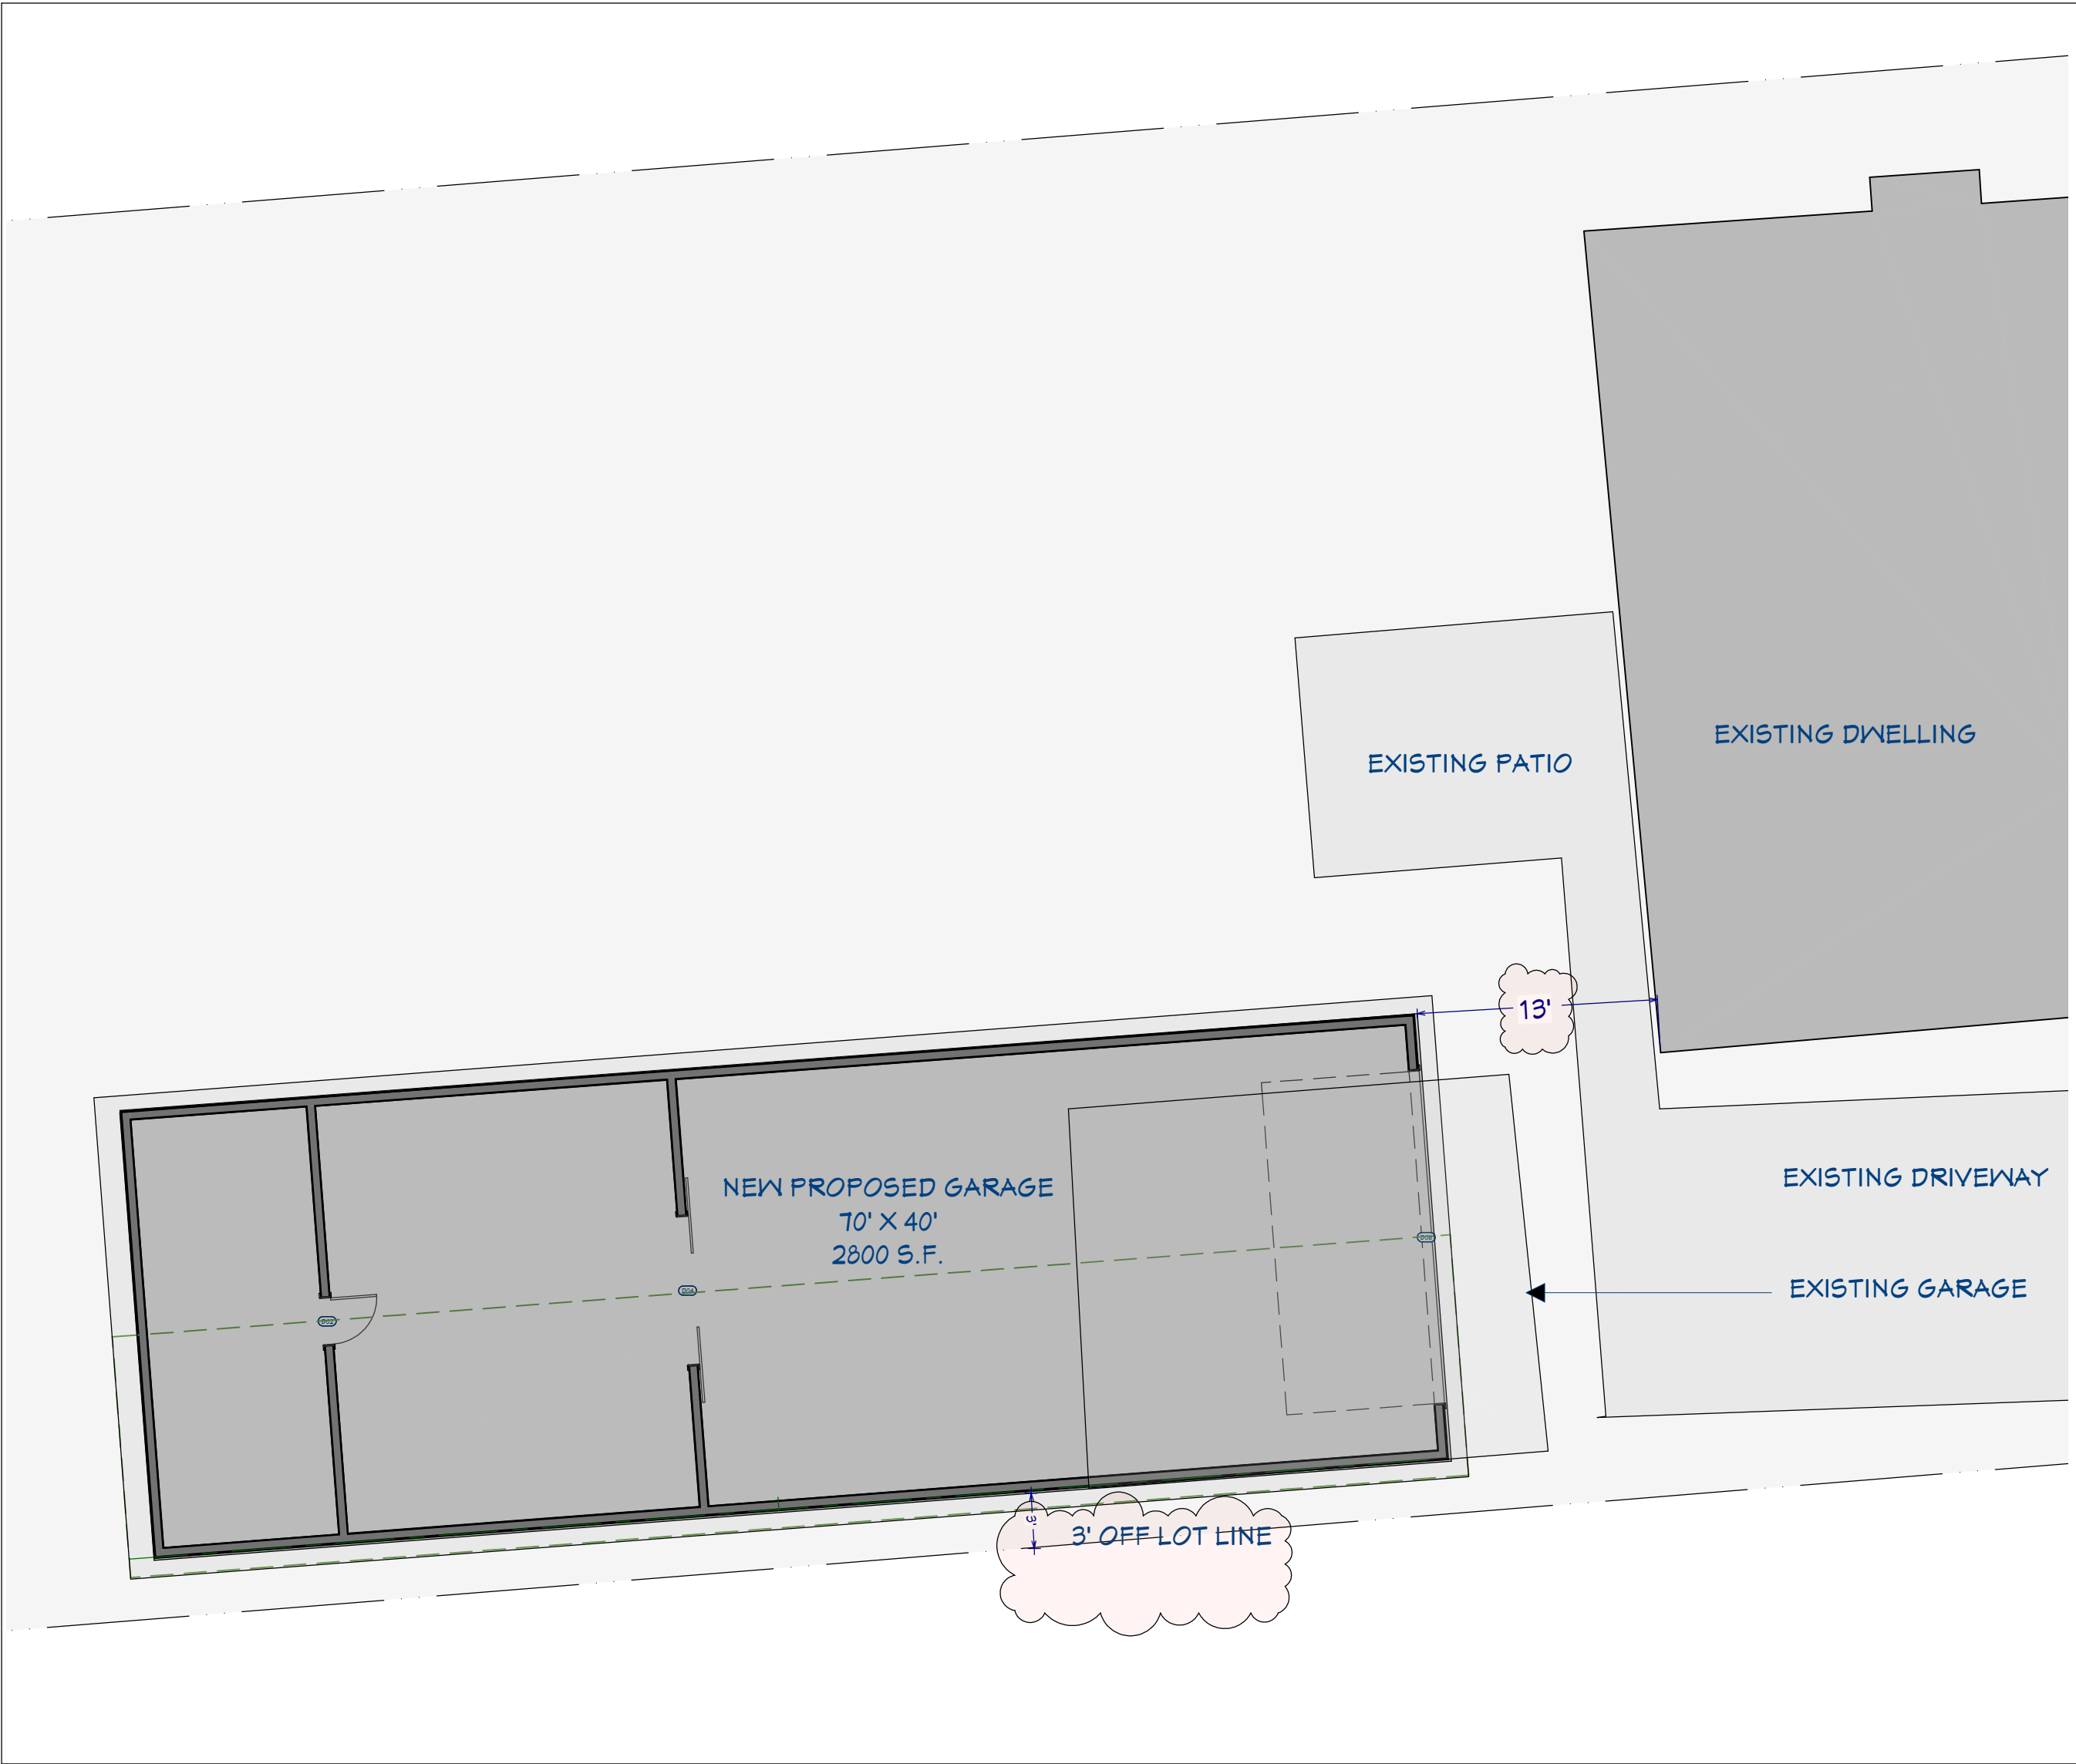 EXISTING DWELLING
EXISTING PATIO
13'
EXISTING DRIVEWAY
NEW PROPOSED GARAGE
70' X 40'
2800 S.F.
EXISTING GARAGE
3'
3' OFF LOT LINE